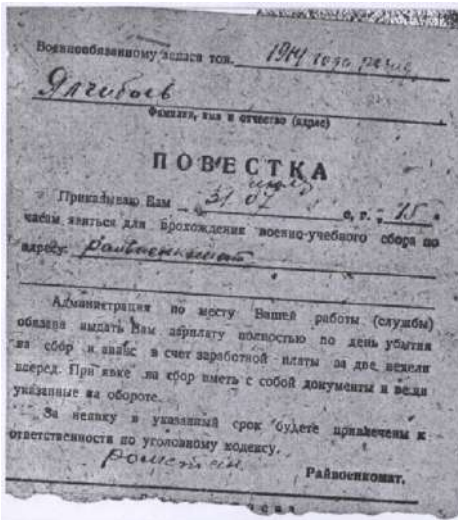 Военнообязанному запаса тов. 1914 года рожд.
Фамилия, имя и отчество (адрес)
ПОВЕСТКА
Приказываю Вам 31 07 с. г. 15
часам явиться для прохождения военно-учебного сбора по
адресу: райвоенкомат
Администрация по месту Вашей работы (службы)
обязана выдать Вам зарплату полностью по день убытия
на сбор и аванс в счет заработной платы за две недели
вперед. При явке на сбор иметь с собой документы и вещи
указанные на обороте.
За неявку в указанный срок будете привлечены к
ответственности по уголовному кодексу.
Райвоенкомат.